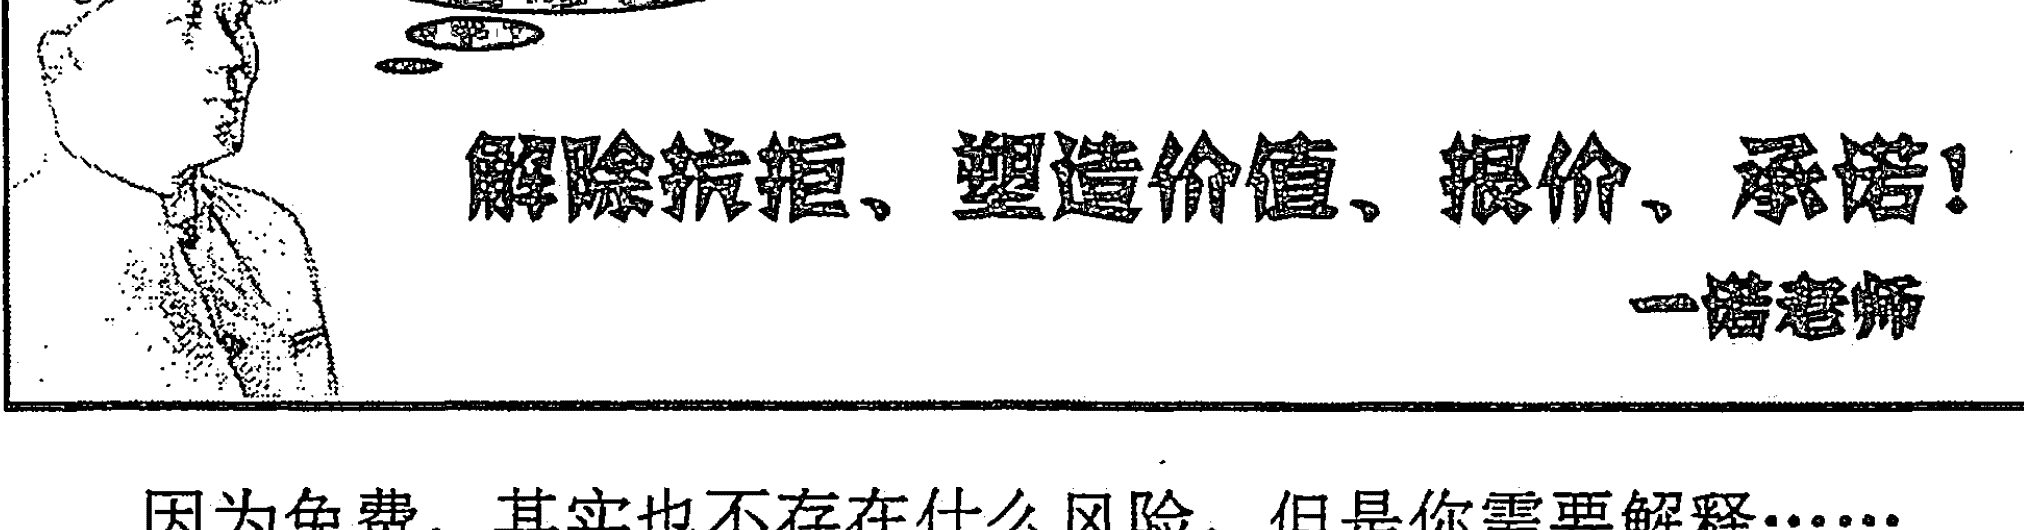 解除抗拒、塑造价值、报价、承诺!
一诺老师
因为免费，其实也不存在什么风险，但是你需要解释……